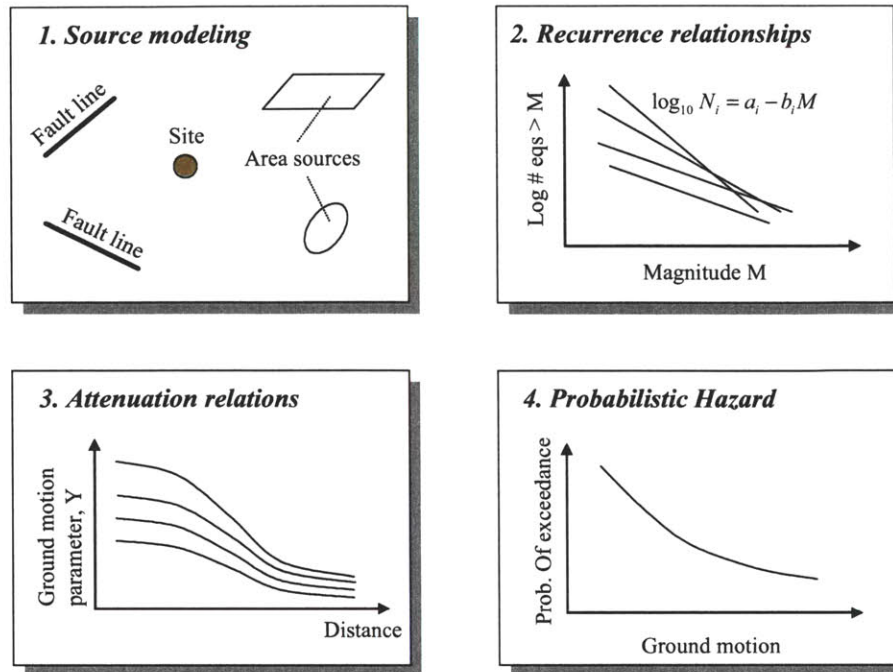 1. Source modeling
Fault line
Site
Area sources
Fault line
2. Recurrence relationships
log₁₀ Nᵢ = aᵢ − bᵢM
Log # eqs > M
Magnitude M
3. Attenuation relations
Ground motion
parameter, Y
Distance
4. Probabilistic Hazard
Prob. Of exceedance
Ground motion